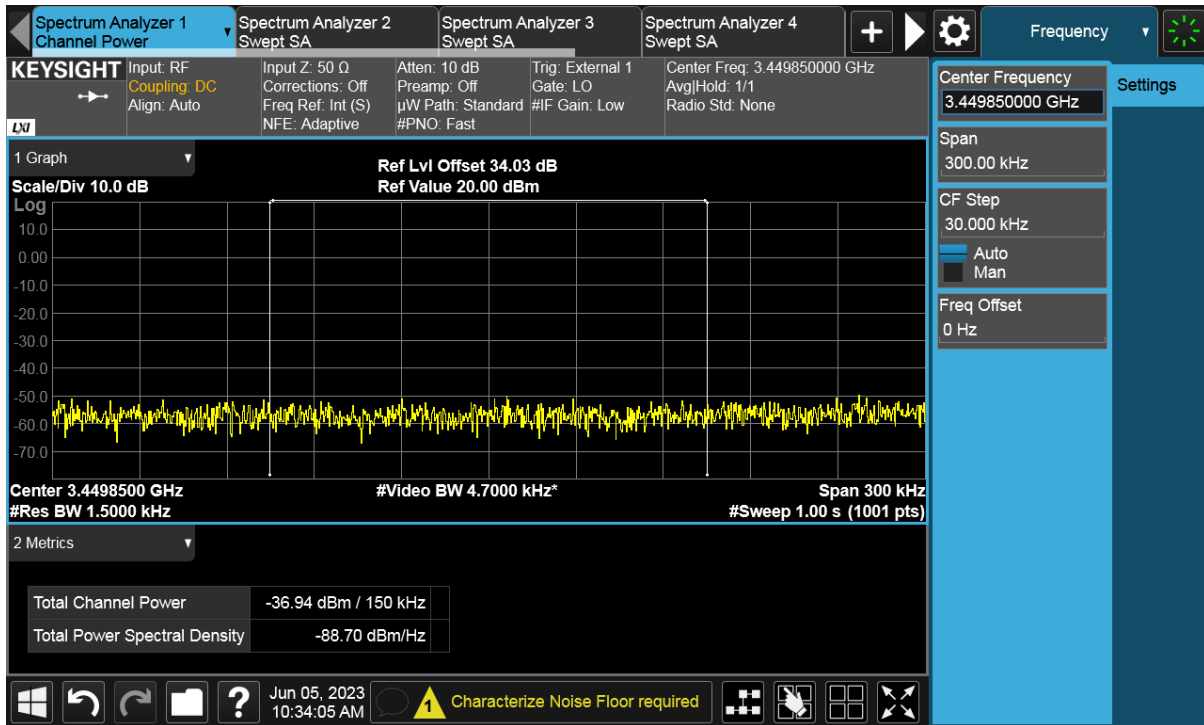 Spectrum Analyzer 1
Channel Power
Spectrum Analyzer 2
Swept SA
Spectrum Analyzer 3
Swept SA
Spectrum Analyzer 4
Swept SA
+
Frequency
KEYSIGHT
LXI
Input: RF
Coupling: DC
Align: Auto
Input Z: 50 Ω
Corrections: Off
Freq Ref: Int (S)
NFE: Adaptive
Atten: 10 dB
Preamp: Off
µW Path: Standard
#PNO: Fast
Trig: External 1
Gate: LO
#IF Gain: Low
Center Freq: 3.449850000 GHz
Avg|Hold: 1/1
Radio Std: None
Center Frequency
3.449850000 GHz
Settings
Span
300.00 kHz
CF Step
30.000 kHz
Auto
Man
Freq Offset
0 Hz
1 Graph
Scale/Div 10.0 dB
Ref Lvl Offset 34.03 dB
Ref Value 20.00 dBm
Log
10.0
0.00
-10.0
-20.0
-30.0
-40.0
-50.0
-60.0
-70.0
Center 3.4498500 GHz
#Video BW 4.7000 kHz*
Span 300 kHz
#Res BW 1.5000 kHz
#Sweep 1.00 s (1001 pts)
2 Metrics
Total Channel Power -36.94 dBm / 150 kHz
Total Power Spectral Density -88.70 dBm/Hz
?
Jun 05, 2023
10:34:05 AM
1
Characterize Noise Floor required